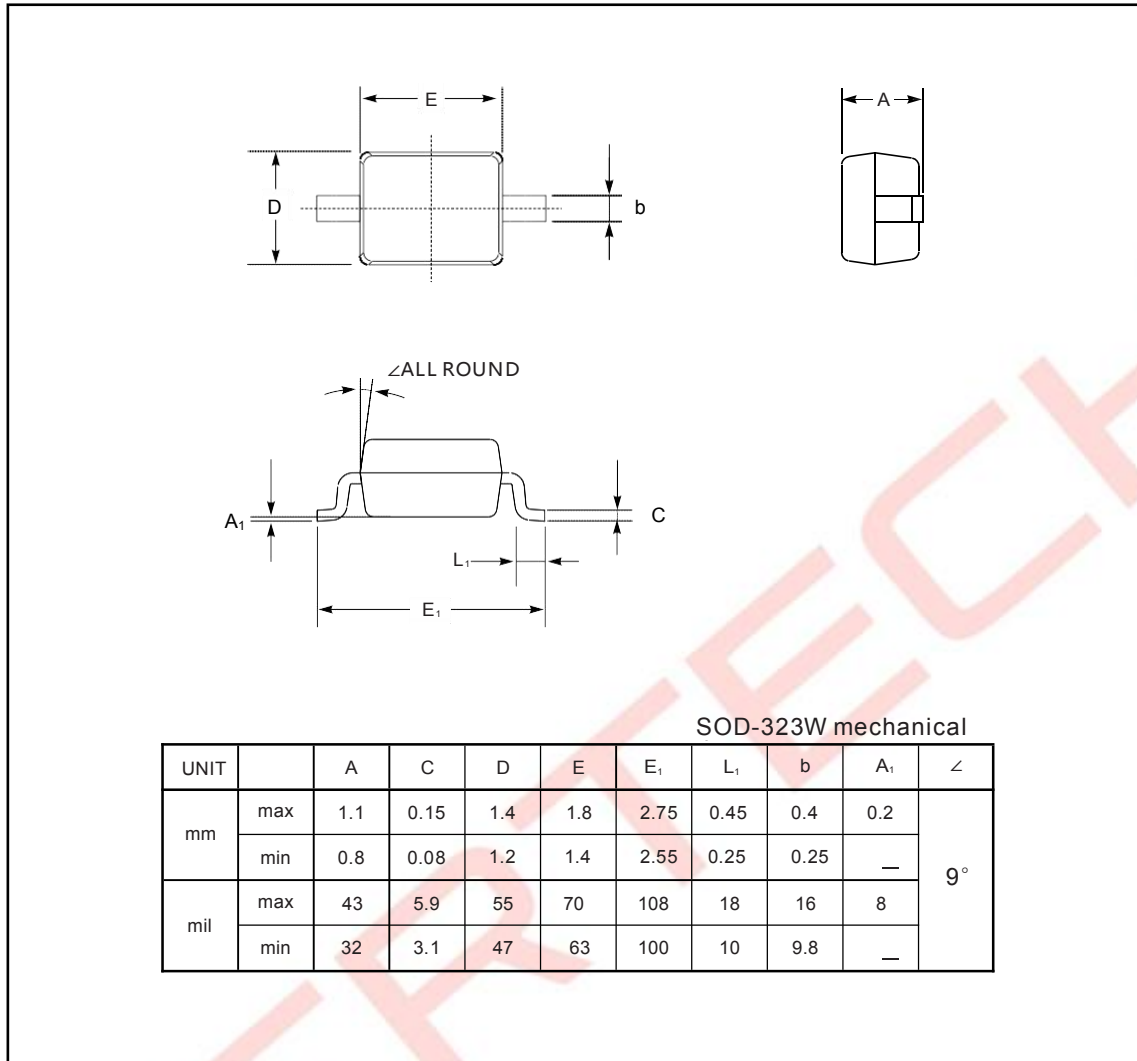 E
A
D
b
∠ALL ROUND
A₁
C
L₁
E₁
SOD-323W mechanical
UNIT A C D E E₁ L₁ b A₁ ∠
mm max 1.1 0.15 1.4 1.8 2.75 0.45 0.4 0.2 9°
min 0.8 0.08 1.2 1.4 2.55 0.25 0.25 —
mil max 43 5.9 55 70 108 18 16 8
min 32 3.1 47 63 100 10 9.8 —